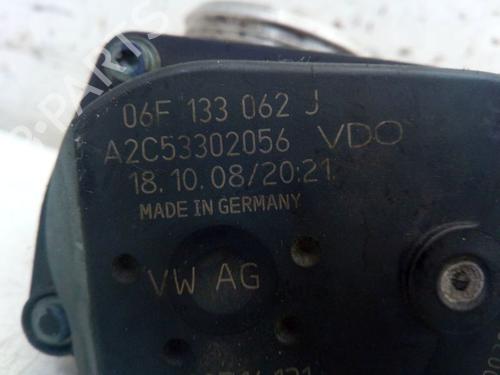 06F 133 062 J
A2C53302056 VDO
18.10.08/20:21
MADE IN GERMANY
VW AG